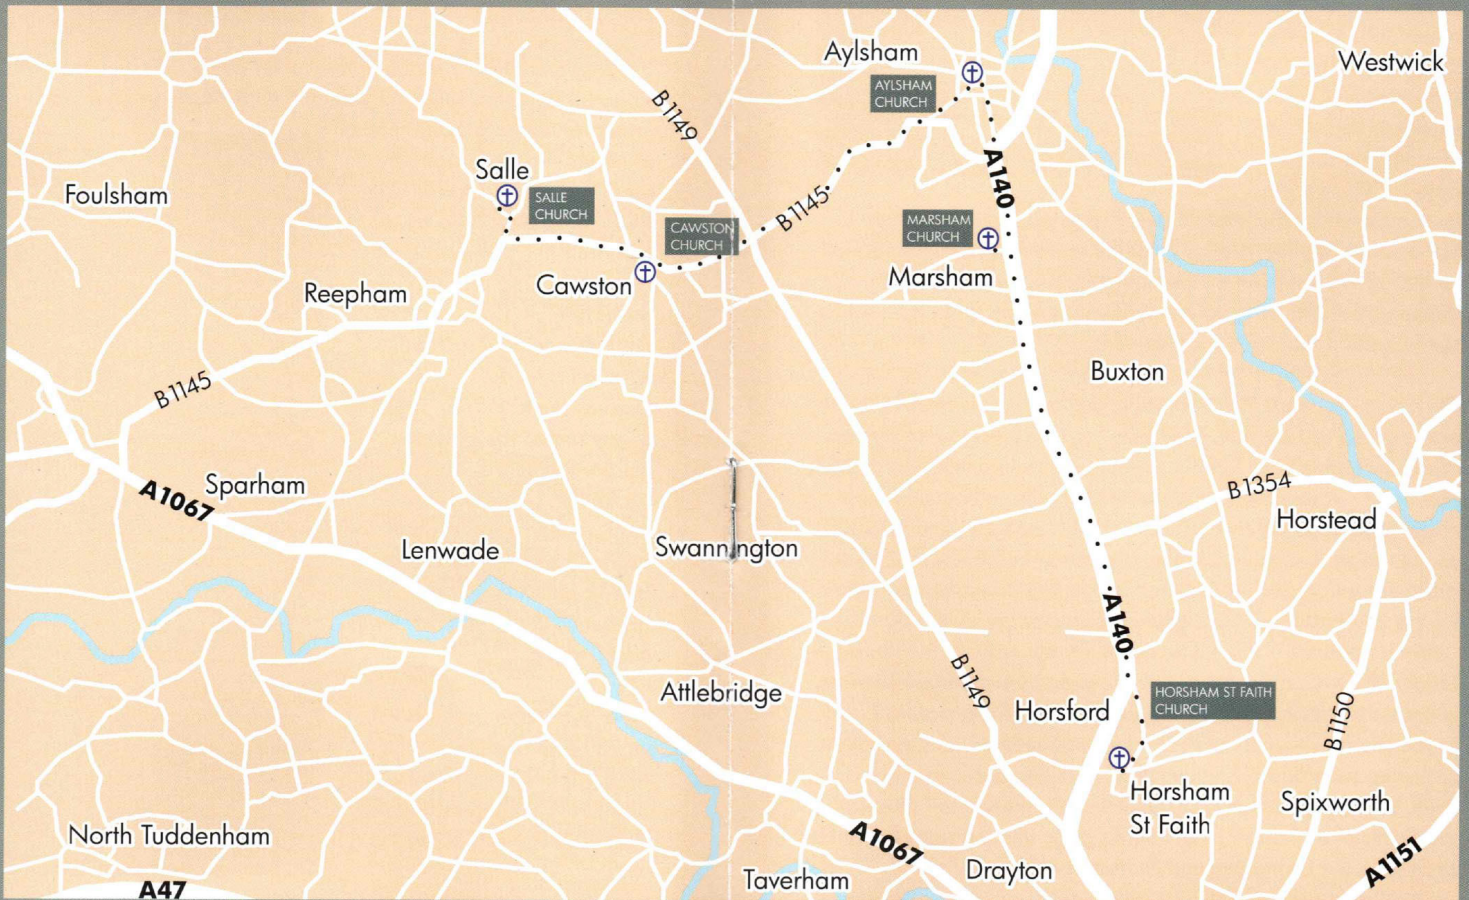 Aylsham
Westwick
AYLSHAM
CHURCH
B1149
A140
Salle
SALLE
CHURCH
Foulsham
B1145
MARSHAM
CHURCH
CAWSTON
CHURCH
Marsham
Cawston
Reepham
Buxton
B1145
Sparham
A1067
B1354
Horstead
Lenwade
Swannington
A140
B1149
Attlebridge
Horsford
HORSHAM ST FAITH
CHURCH
B1150
Horsham
St Faith
Spixworth
North Tuddenham
A1067
A1151
Drayton
Taverham
A47